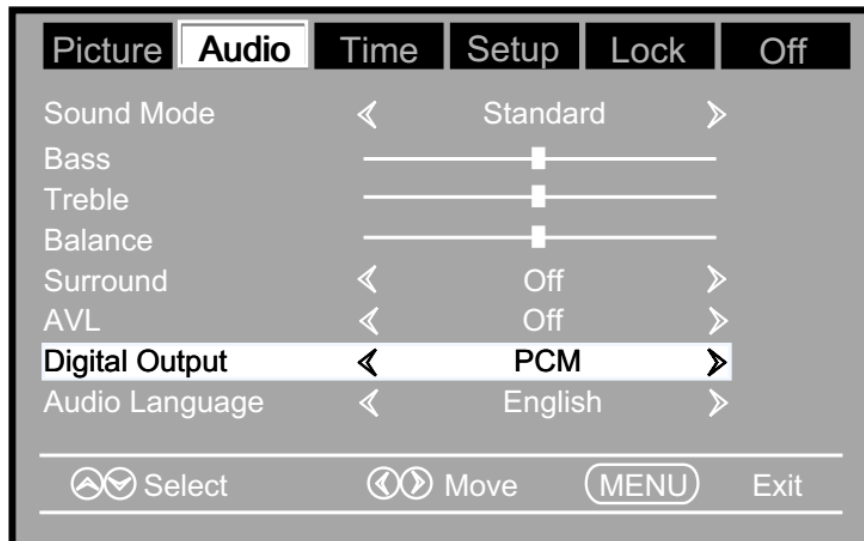 Picture Audio Time Setup Lock Off
Sound Mode Standard
Bass
Treble
Balance
Surround Off
AVL Off
Digital Output PCM
Audio Language English
Select Move MENU Exit